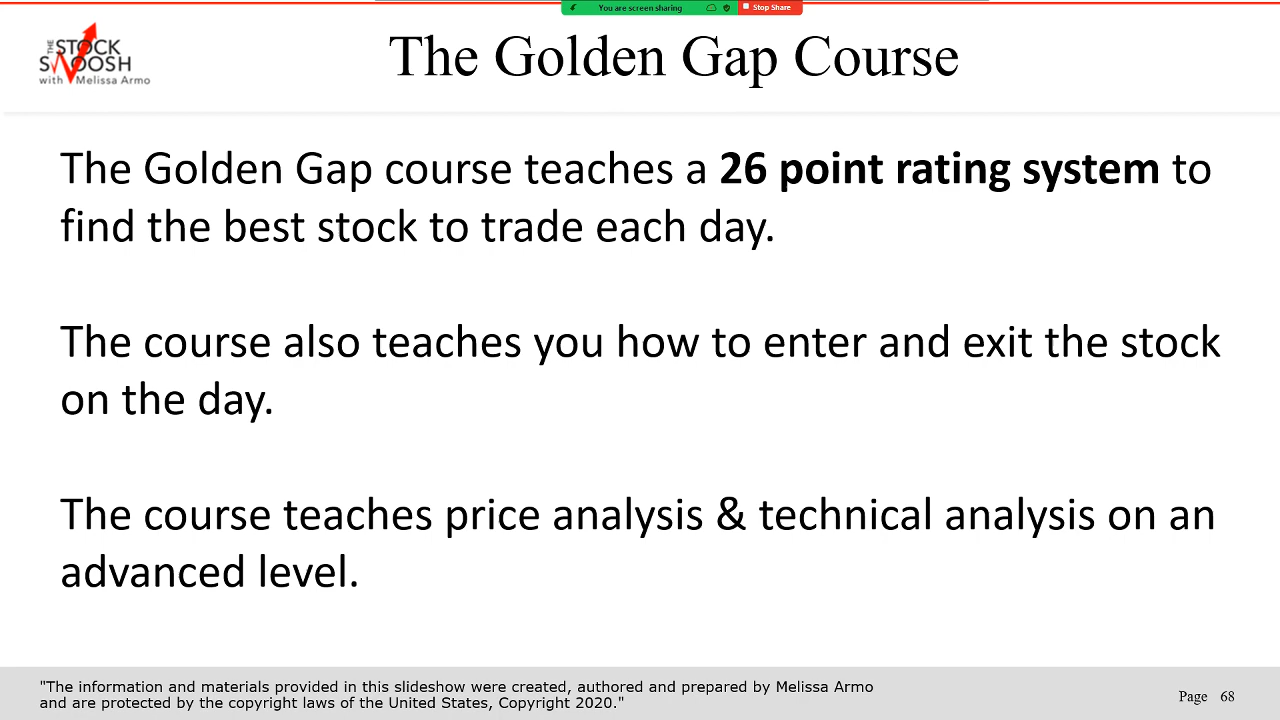 You are screen sharing
Stop Share
THE STOCK
SWOOSH
with Melissa Armo
The Golden Gap Course
The Golden Gap course teaches a 26 point rating system to
find the best stock to trade each day.
The course also teaches you how to enter and exit the stock
on the day.
The course teaches price analysis & technical analysis on an
advanced level.
"The information and materials provided in this slideshow were created, authored and prepared by Melissa Armo
and are protected by the copyright laws of the United States, Copyright 2020."
Page 68